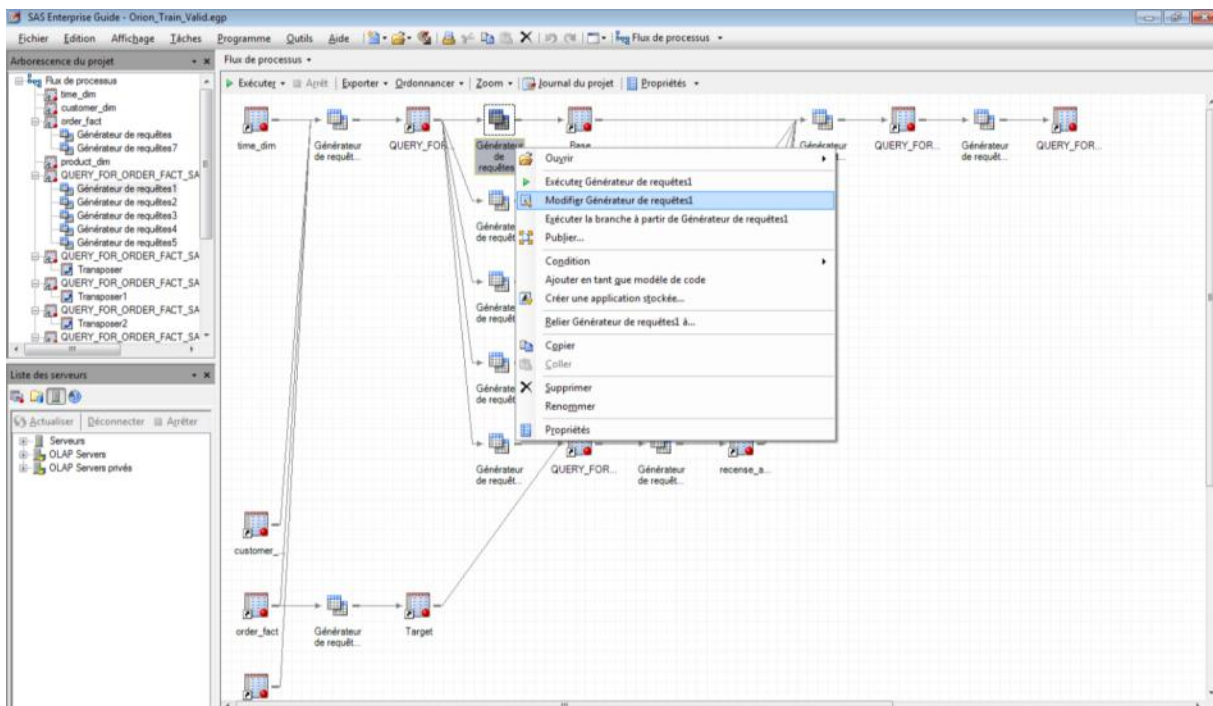 SAS Enterprise Guide - Orion_Train_Valid.egp
Fichier Edition Affichage Tâches Programme Outils Aide Flux de processus
Arborescence du projet
Flux de processus
time_dim
customer_dim
order_fact
Générateur de requêtes
Générateur de requêtes7
product_dim
QUERY_FOR_ORDER_FACT_SA
Générateur de requêtes1
Générateur de requêtes2
Générateur de requêtes3
Générateur de requêtes4
Générateur de requêtes5
QUERY_FOR_ORDER_FACT_SA
Transposer
QUERY_FOR_ORDER_FACT_SA
Transposer1
QUERY_FOR_ORDER_FACT_SA
Transposer2
QUERY_FOR_ORDER_FACT_SA
Liste des serveurs
Actualiser Déconnecter Arrêter
Serveurs
OLAP Servers
OLAP Servers privés
Flux de processus
Exécuter Arrêt Exporter Ordonnancer Zoom Journal du projet Propriétés
time_dim
Générateur
de requêt...
QUERY_FOR
Générateur
de
requêtes
Base
Générateur
QUERY_FOR...
Générateur
de requêt...
QUERY_FOR...
Ouvrir
Exécuter Générateur de requêtes1
Modifier Générateur de requêtes1
Exécuter la branche à partir de Générateur de requêtes1
Publier...
Condition
Ajouter en tant que modèle de code
Créer une application stockée...
Relier Générateur de requêtes1 à...
Copier
Coller
Supprimer
Renommer
Propriétés
Générate
de requêt
Générate
de requêt
Générate
de requêt
Générateur
de requêt...
QUERY_FOR...
Générateur
de requêt...
recense_a...
customer_...
order_fact
Générateur
de requêt...
Target